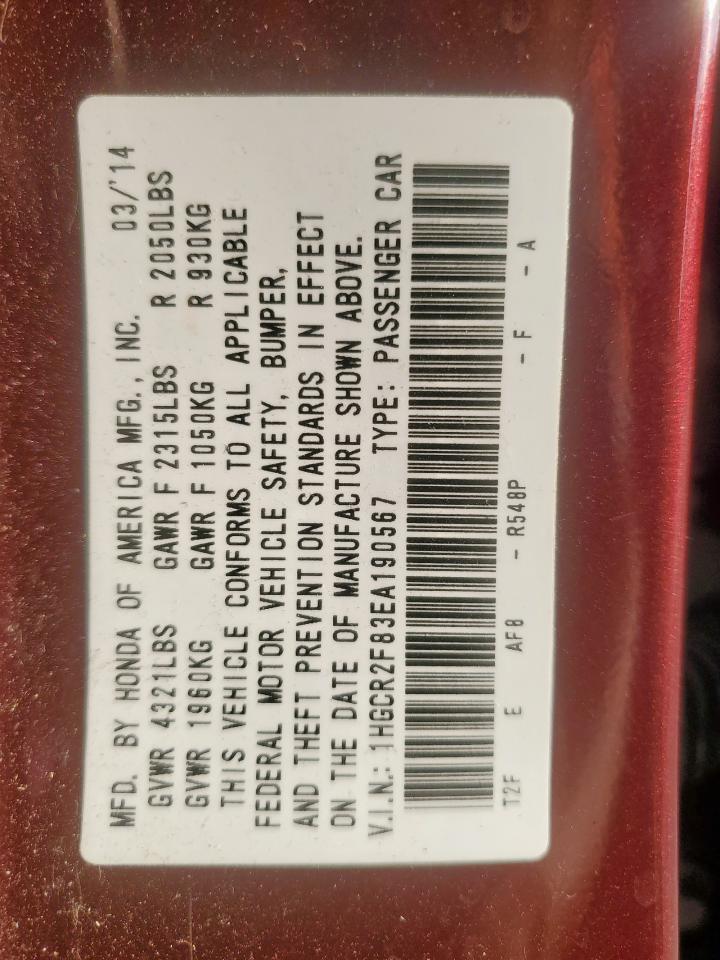 MFD. BY HONDA OF AMERICA MFG., INC. 03/'14
GVWR 4321LBS GAWR F 2315LBS R 2050LBS
GVWR 1960KG GAWR F 1050KG R 930KG
THIS VEHICLE CONFORMS TO ALL APPLICABLE
FEDERAL MOTOR VEHICLE SAFETY, BUMPER,
AND THEFT PREVENTION STANDARDS IN EFFECT
ON THE DATE OF MANUFACTURE SHOWN ABOVE.
V.I.N.: 1HGCR2F83EA190567 TYPE: PASSENGER CAR
T2F E AF8 - R548P - F - A